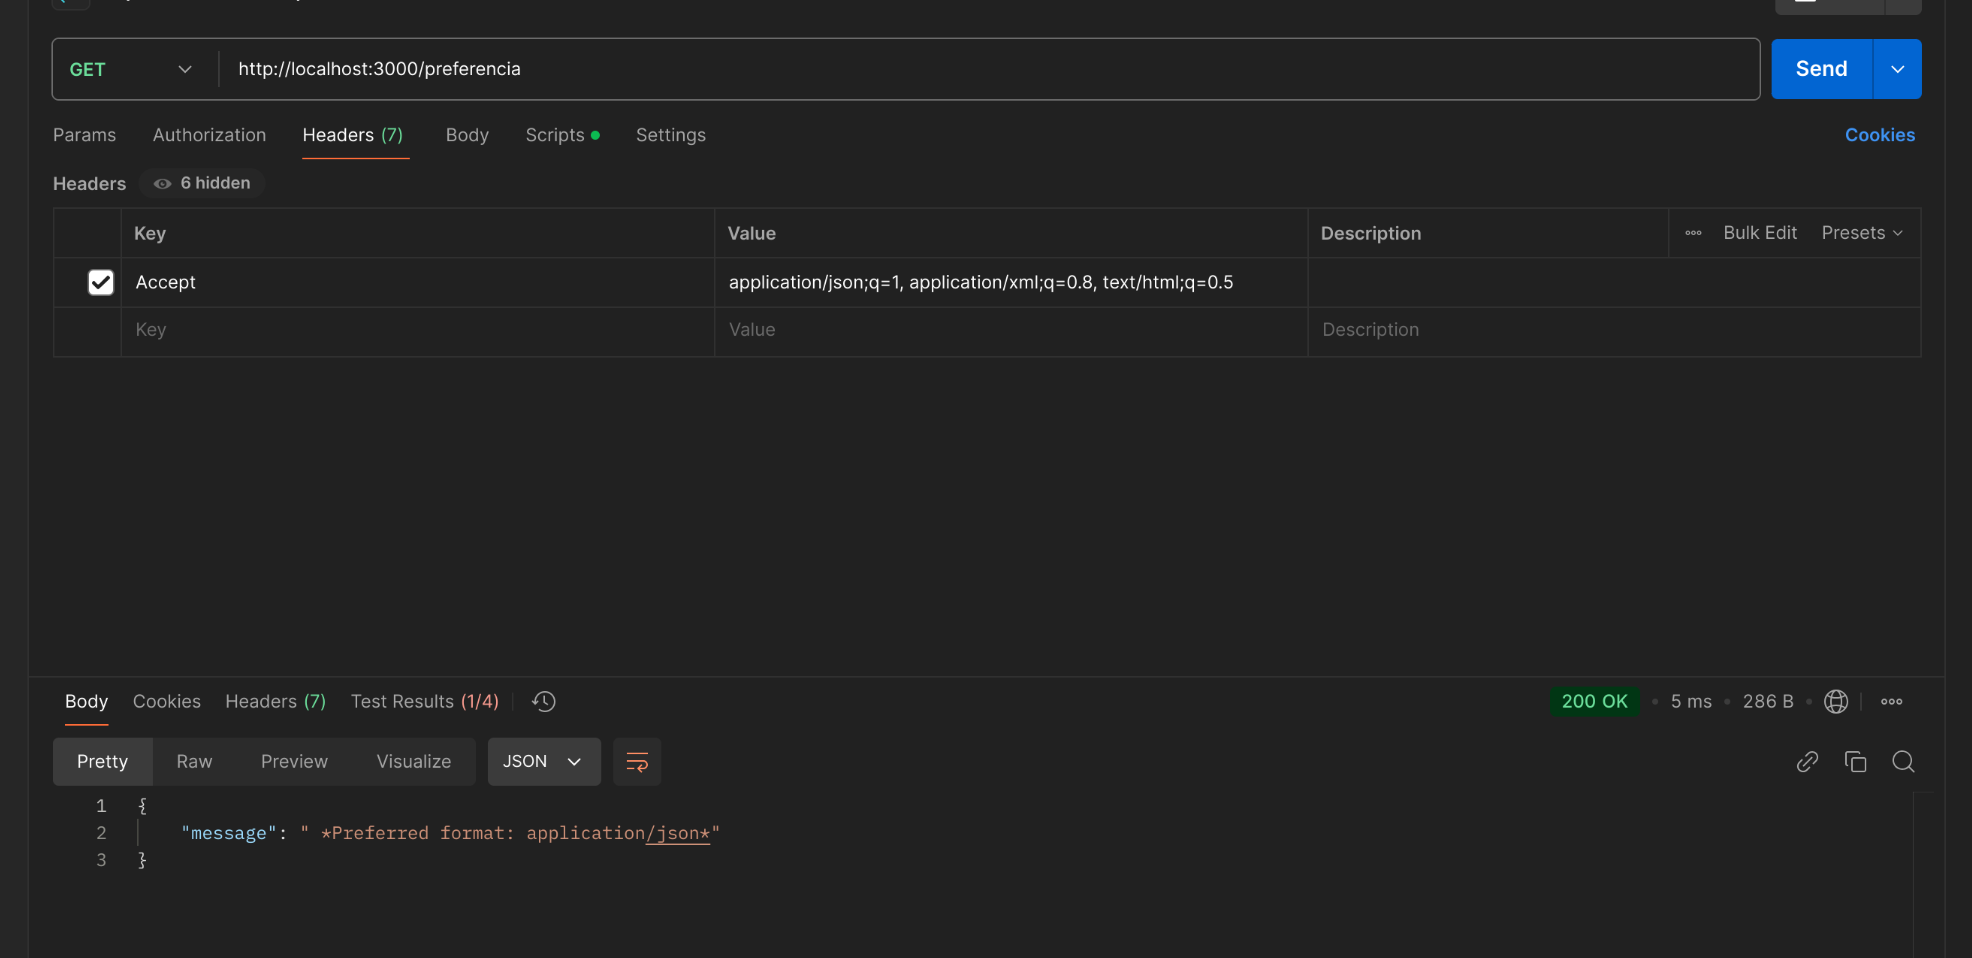 GET http://localhost:3000/preferencia Send
Params Authorization Headers (7) Body Scripts Settings Cookies
Headers 6 hidden
Key Value Description Bulk Edit Presets
Accept application/json;q=1, application/xml;q=0.8, text/html;q=0.5
Key Value Description
Body Cookies Headers (7) Test Results (1/4) 200 OK • 5 ms • 286 B •
Pretty Raw Preview Visualize JSON
1 {
2 "message": " *Preferred format: application/json*"
3 }